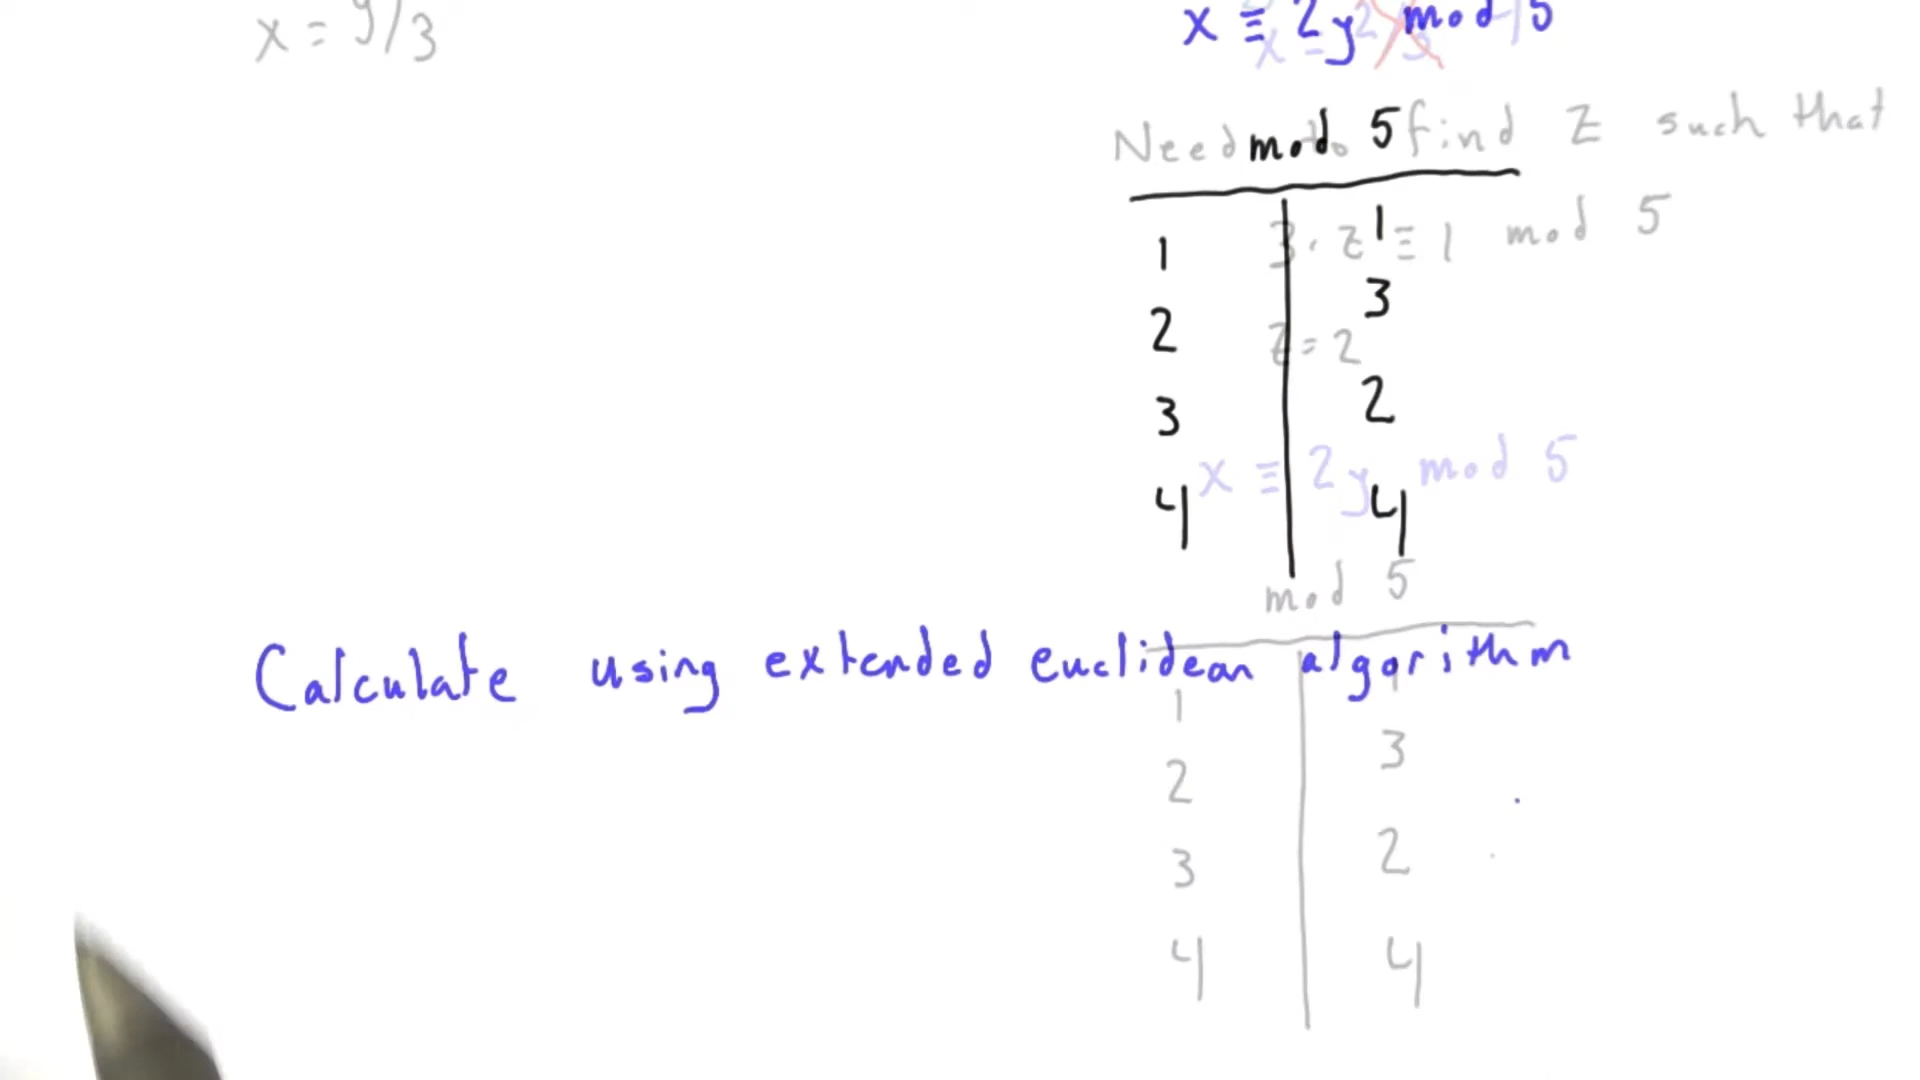 x = y/3
x ≡ 2y mod 5
Need to find z such that
mod 5
3 · z ≡ 1 mod 5
1 1
2 3
z = 2
3 2
x ≡ 2y mod 5
4 4
mod 5
Calculate using extended euclidean algorithm
1 1
2 3
3 2
4 4